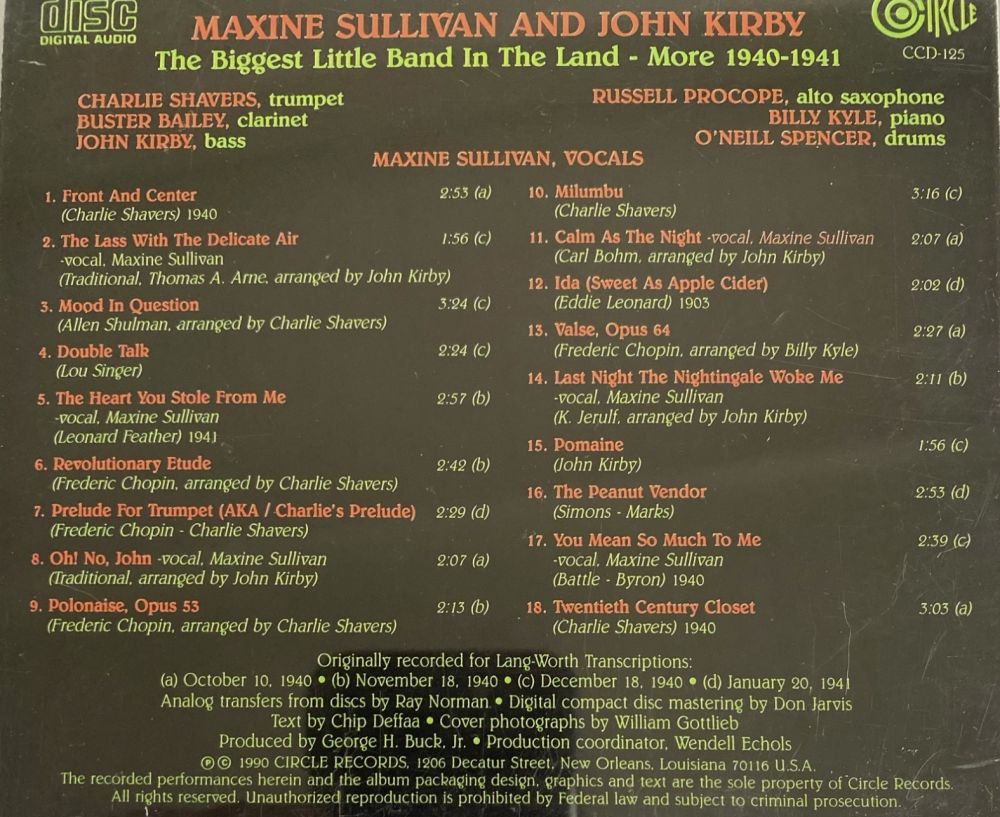 DISC
DIGITAL AUDIO
CIRCLE
CCD-125
MAXINE SULLIVAN AND JOHN KIRBY
The Biggest Little Band In The Land - More 1940-1941
CHARLIE SHAVERS, trumpet
BUSTER BAILEY, clarinet
JOHN KIRBY, bass
RUSSELL PROCOPE, alto saxophone
BILLY KYLE, piano
O'NEILL SPENCER, drums
MAXINE SULLIVAN, VOCALS
1. Front And Center 2:53 (a)
(Charlie Shavers) 1940
2. The Lass With The Delicate Air 1:56 (c)
-vocal, Maxine Sullivan
(Traditional, Thomas A. Arne, arranged by John Kirby)
3. Mood In Question 3:24 (c)
(Allen Shulman, arranged by Charlie Shavers)
4. Double Talk 2:24 (c)
(Lou Singer)
5. The Heart You Stole From Me 2:57 (b)
-vocal, Maxine Sullivan
(Leonard Feather) 1941
6. Revolutionary Etude 2:42 (b)
(Frederic Chopin, arranged by Charlie Shavers)
7. Prelude For Trumpet (AKA / Charlie's Prelude) 2:29 (d)
(Frederic Chopin - Charlie Shavers)
8. Oh! No, John -vocal, Maxine Sullivan 2:07 (a)
(Traditional, arranged by John Kirby)
9. Polonaise, Opus 53 2:13 (b)
(Frederic Chopin, arranged by Charlie Shavers)
10. Milumbu 3:16 (c)
(Charlie Shavers)
11. Calm As The Night -vocal, Maxine Sullivan 2:07 (a)
(Carl Bohm, arranged by John Kirby)
12. Ida (Sweet As Apple Cider) 2:02 (d)
(Eddie Leonard) 1903
13. Valse, Opus 64 2:27 (a)
(Frederic Chopin, arranged by Billy Kyle)
14. Last Night The Nightingale Woke Me 2:11 (b)
-vocal, Maxine Sullivan
(K. Jerulf, arranged by John Kirby)
15. Pomaine 1:56 (c)
(John Kirby)
16. The Peanut Vendor 2:53 (d)
(Simons - Marks)
17. You Mean So Much To Me 2:39 (c)
-vocal, Maxine Sullivan
(Battle - Byron) 1940
18. Twentieth Century Closet 3:03 (a)
(Charlie Shavers) 1940
Originally recorded for Lang-Worth Transcriptions:
(a) October 10, 1940 • (b) November 18, 1940 • (c) December 18, 1940 • (d) January 20, 1941
Analog transfers from discs by Ray Norman • Digital compact disc mastering by Don Jarvis
Text by Chip Deffaa • Cover photographs by William Gottlieb
Produced by George H. Buck, Jr. • Production coordinator, Wendell Echols
℗ © 1990 CIRCLE RECORDS, 1206 Decatur Street, New Orleans, Louisiana 70116 U.S.A.
The recorded performances herein and the album packaging design, graphics and text are the sole property of Circle Records.
All rights reserved. Unauthorized reproduction is prohibited by Federal law and subject to criminal prosecution.